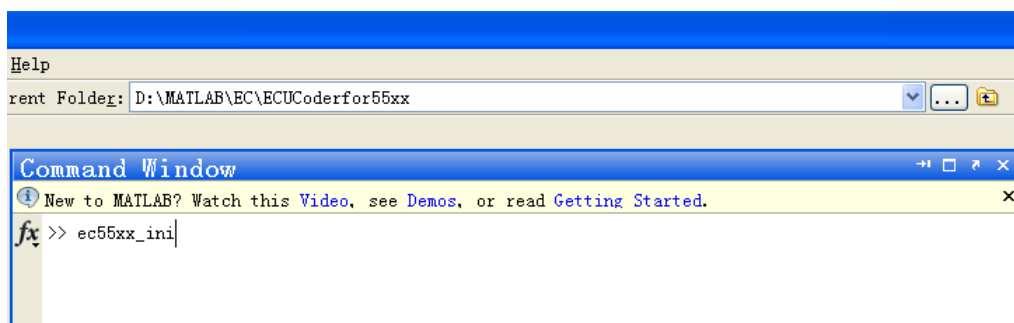 Help
rent Folder: D:\MATLAB\EC\ECUCoderfor55xx ...
Command Window
New to MATLAB? Watch this Video, see Demos, or read Getting Started.
fx >> ec55xx_ini